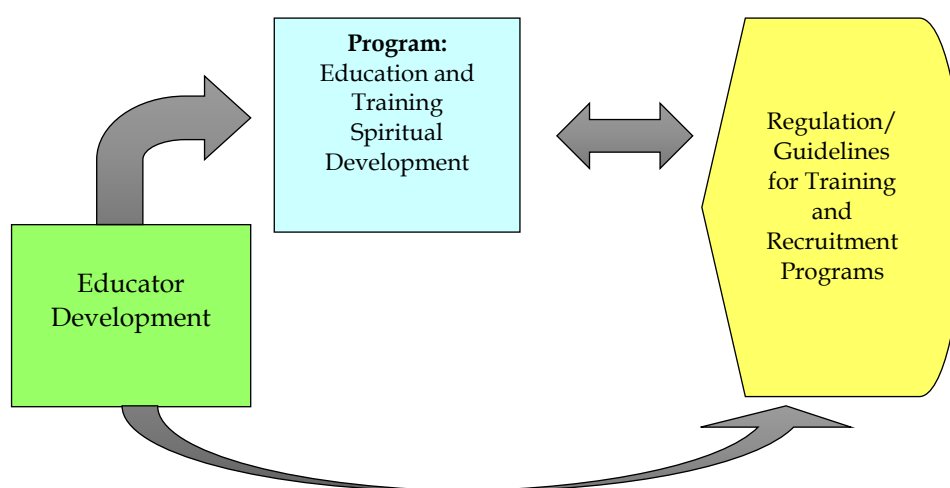 Program:
Education and
Training
Spiritual
Development
Regulation/
Guidelines
for Training
and
Recruitment
Programs
Educator
Development